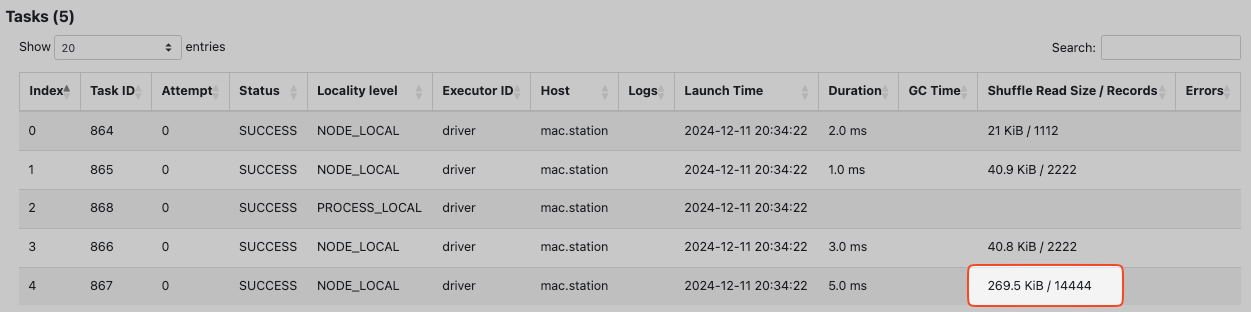 Tasks (5)
Show 20 entries Search:
Index Task ID Attempt Status Locality level Executor ID Host Logs Launch Time Duration GC Time Shuffle Read Size / Records Errors
0 864 0 SUCCESS NODE_LOCAL driver mac.station 2024-12-11 20:34:22 2.0 ms 21 KiB / 1112
1 865 0 SUCCESS NODE_LOCAL driver mac.station 2024-12-11 20:34:22 1.0 ms 40.9 KiB / 2222
2 868 0 SUCCESS PROCESS_LOCAL driver mac.station 2024-12-11 20:34:22
3 866 0 SUCCESS NODE_LOCAL driver mac.station 2024-12-11 20:34:22 3.0 ms 40.8 KiB / 2222
4 867 0 SUCCESS NODE_LOCAL driver mac.station 2024-12-11 20:34:22 5.0 ms 269.5 KiB / 14444